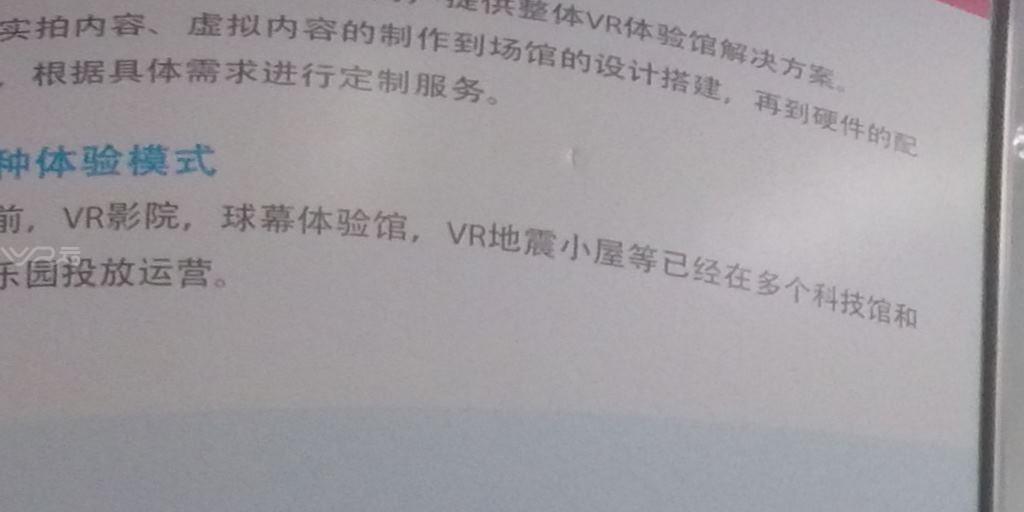 提供整体VR体验馆解决方案。
实拍内容、虚拟内容的制作到场馆的设计搭建，再到硬件的配
，根据具体需求进行定制服务。
种体验模式
前，VR影院，球幕体验馆，VR地震小屋等已经在多个科技馆和
乐园投放运营。